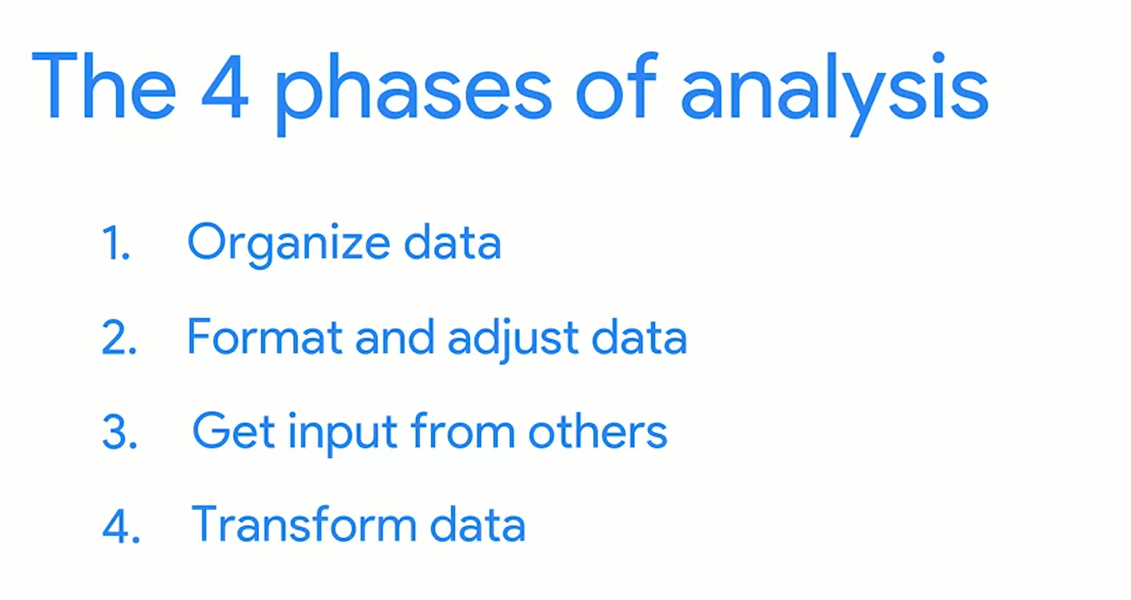 The 4 phases of analysis
1. Organize data
2. Format and adjust data
3. Get input from others
4. Transform data